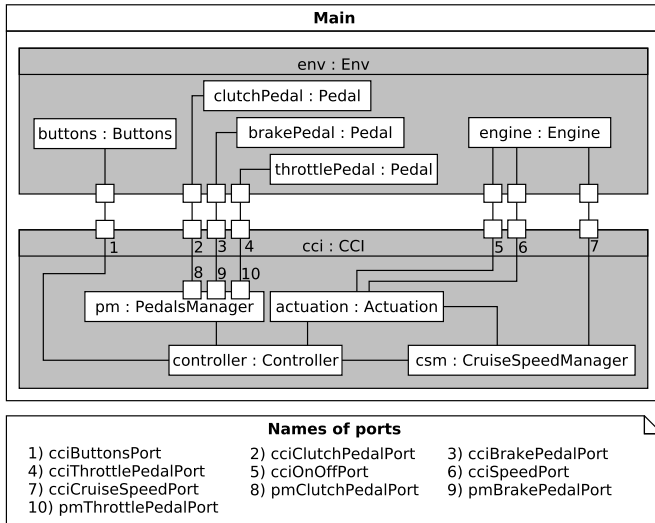 Main
env : Env
clutchPedal : Pedal
buttons : Buttons
brakePedal : Pedal
engine : Engine
throttlePedal : Pedal
1
2
3
4
cci : CCI
5
6
7
8
9
10
pm : PedalsManager
actuation : Actuation
controller : Controller
csm : CruiseSpeedManager
Names of ports
1) cciButtonsPort 2) cciClutchPedalPort 3) cciBrakePedalPort
4) cciThrottlePedalPort 5) cciOnOffPort 6) cciSpeedPort
7) cciCruiseSpeedPort 8) pmClutchPedalPort 9) pmBrakePedalPort
10) pmThrottlePedalPort